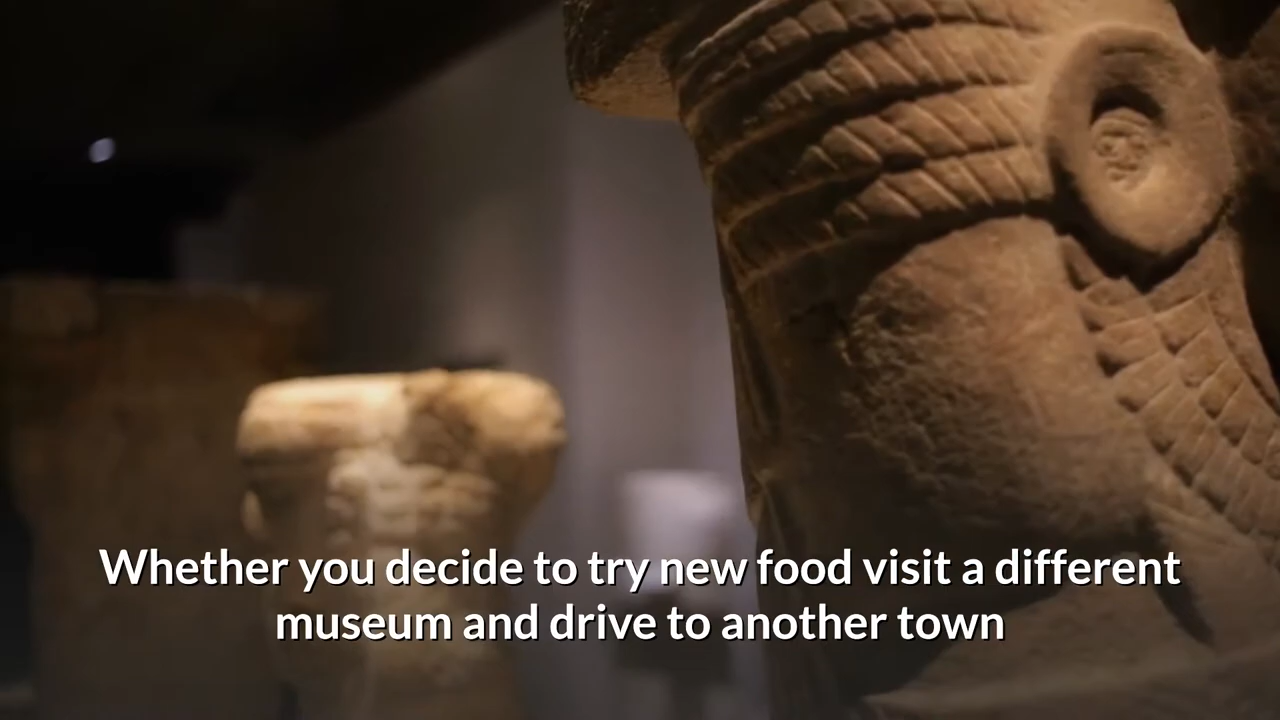 Whether you decide to try new food visit a different
museum and drive to another town